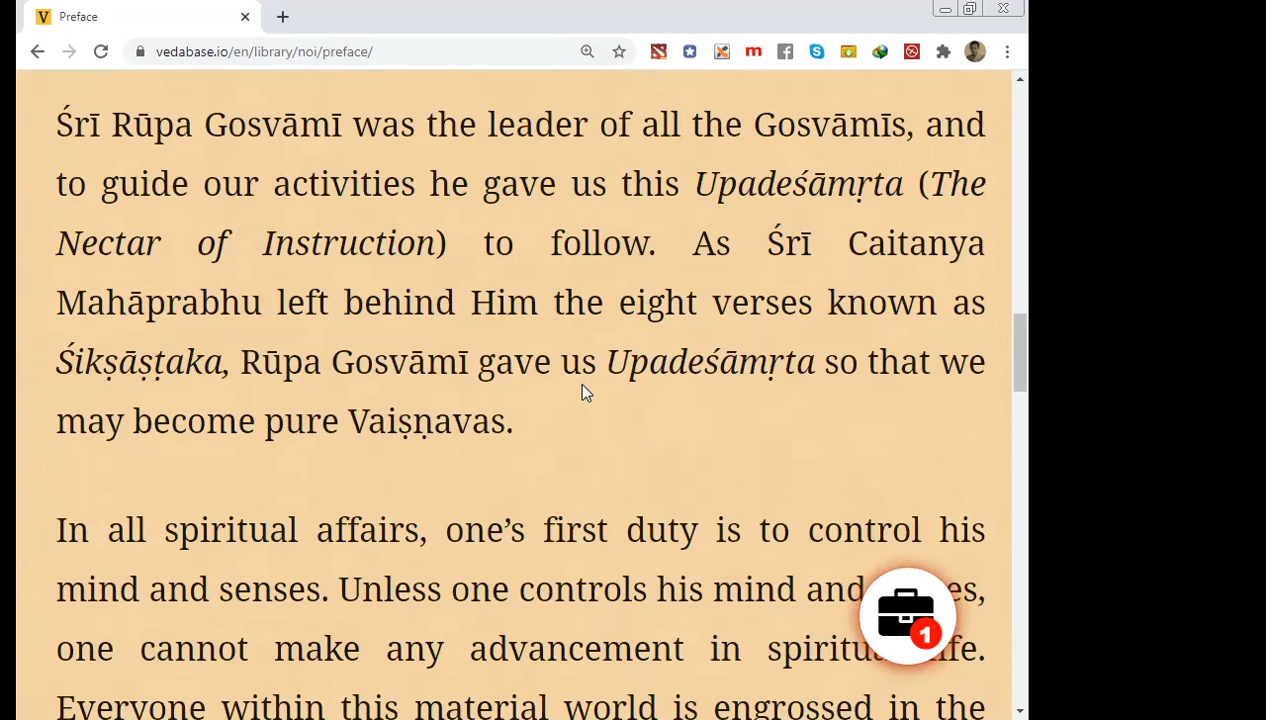 V Preface
vedabase.io/en/library/noi/preface/
m
Śrī Rūpa Gosvāmī was the leader of all the Gosvāmīs, and
to guide our activities he gave us this Upadeśāmṛta (The
Nectar of Instruction) to follow. As Śrī Caitanya
Mahāprabhu left behind Him the eight verses known as
Śikṣāṣṭaka, Rūpa Gosvāmī gave us Upadeśāmṛta so that we
may become pure Vaiṣṇavas.
In all spiritual affairs, one’s first duty is to control his
mind and senses. Unless one controls his mind and
one cannot make any advancement in
Everyone within this material world is engrossed in the
1